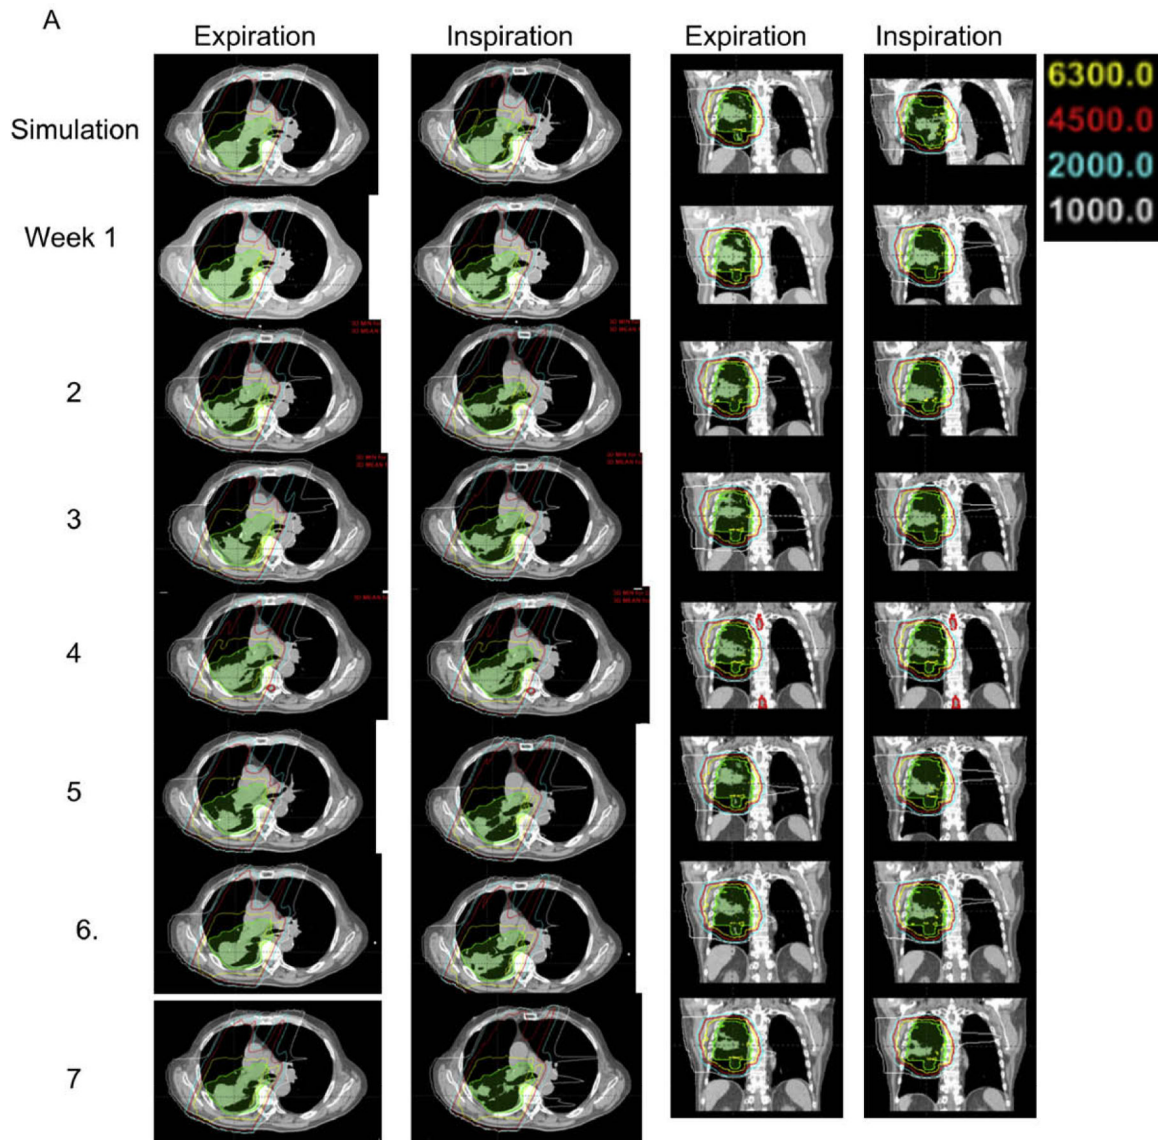 A
Expiration Inspiration Expiration Inspiration
6300.0
4500.0
2000.0
1000.0
Simulation
Week 1
2
3
4
5
6.
7